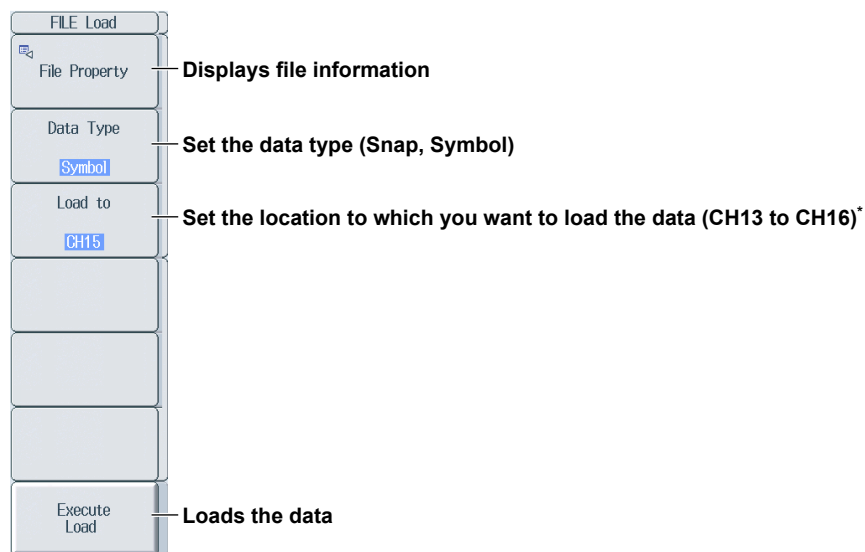 FILE Load
File Property
Displays file information
Data Type
Symbol
Set the data type (Snap, Symbol)
Load to
CH15
Set the location to which you want to load the data (CH13 to CH16)*
Execute
Load
Loads the data